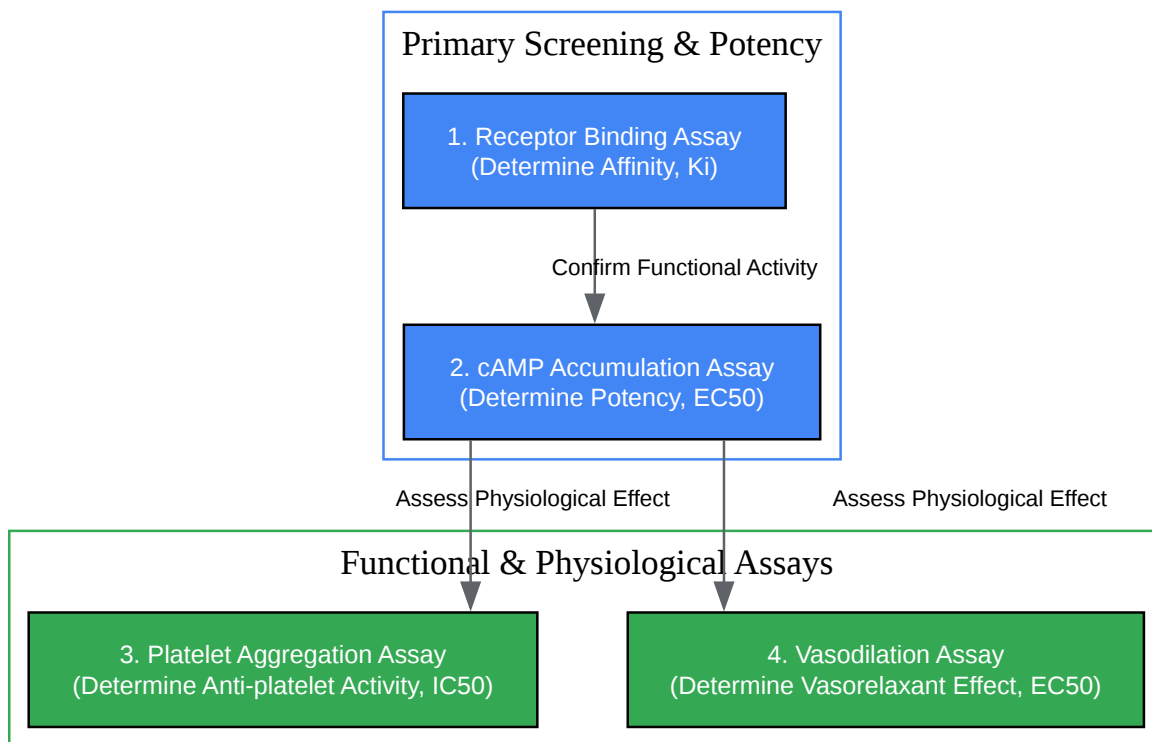 Primary Screening & Potency
1. Receptor Binding Assay
(Determine Affinity, Ki)
Confirm Functional Activity
2. cAMP Accumulation Assay
(Determine Potency, EC50)
Assess Physiological Effect
Assess Physiological Effect
Functional & Physiological Assays
3. Platelet Aggregation Assay
(Determine Anti-platelet Activity, IC50)
4. Vasodilation Assay
(Determine Vasorelaxant Effect, EC50)